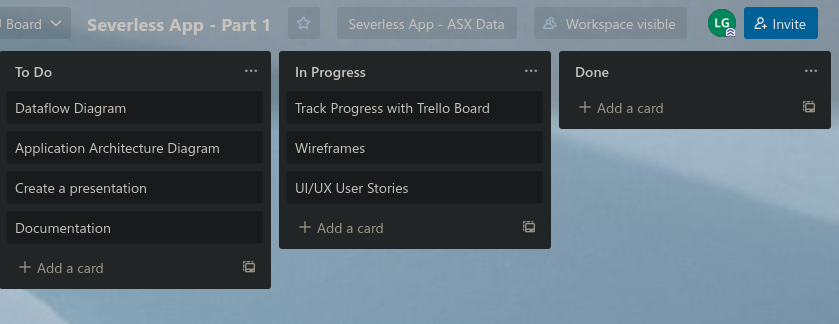 Board
Severless App - Part 1
Severless App - ASX Data
Workspace visible
LG
Invite
To Do
Dataflow Diagram
Application Architecture Diagram
Create a presentation
Documentation
Add a card
In Progress
Track Progress with Trello Board
Wireframes
UI/UX User Stories
Add a card
Done
Add a card